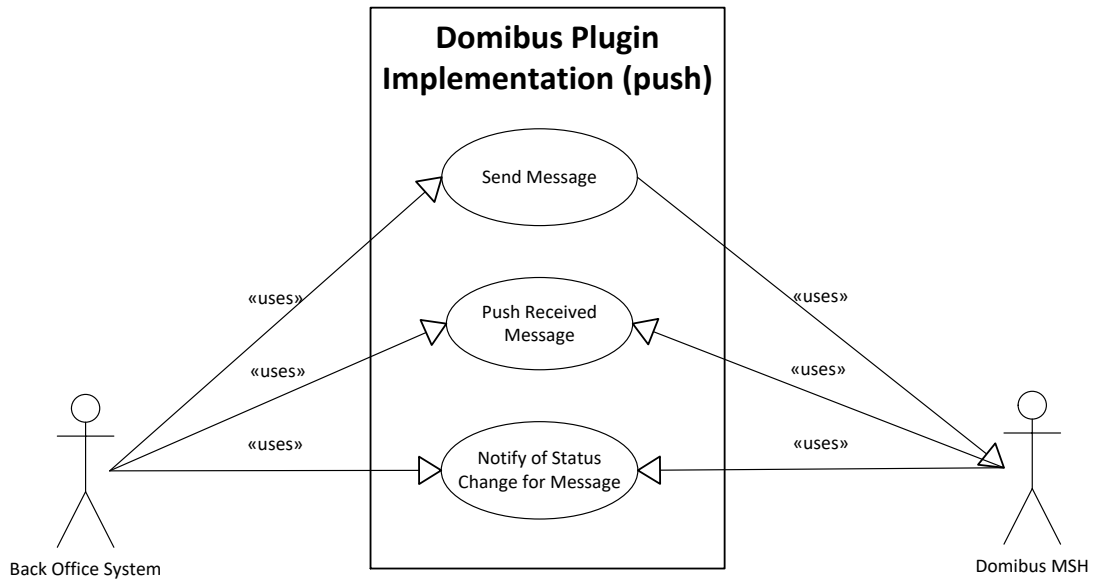 Domibus Plugin
Implementation (push)
Send Message
«uses»
«uses»
Push Received
Message
«uses»
«uses»
«uses»
«uses»
Notify of Status
Change for Message
Back Office System
Domibus MSH